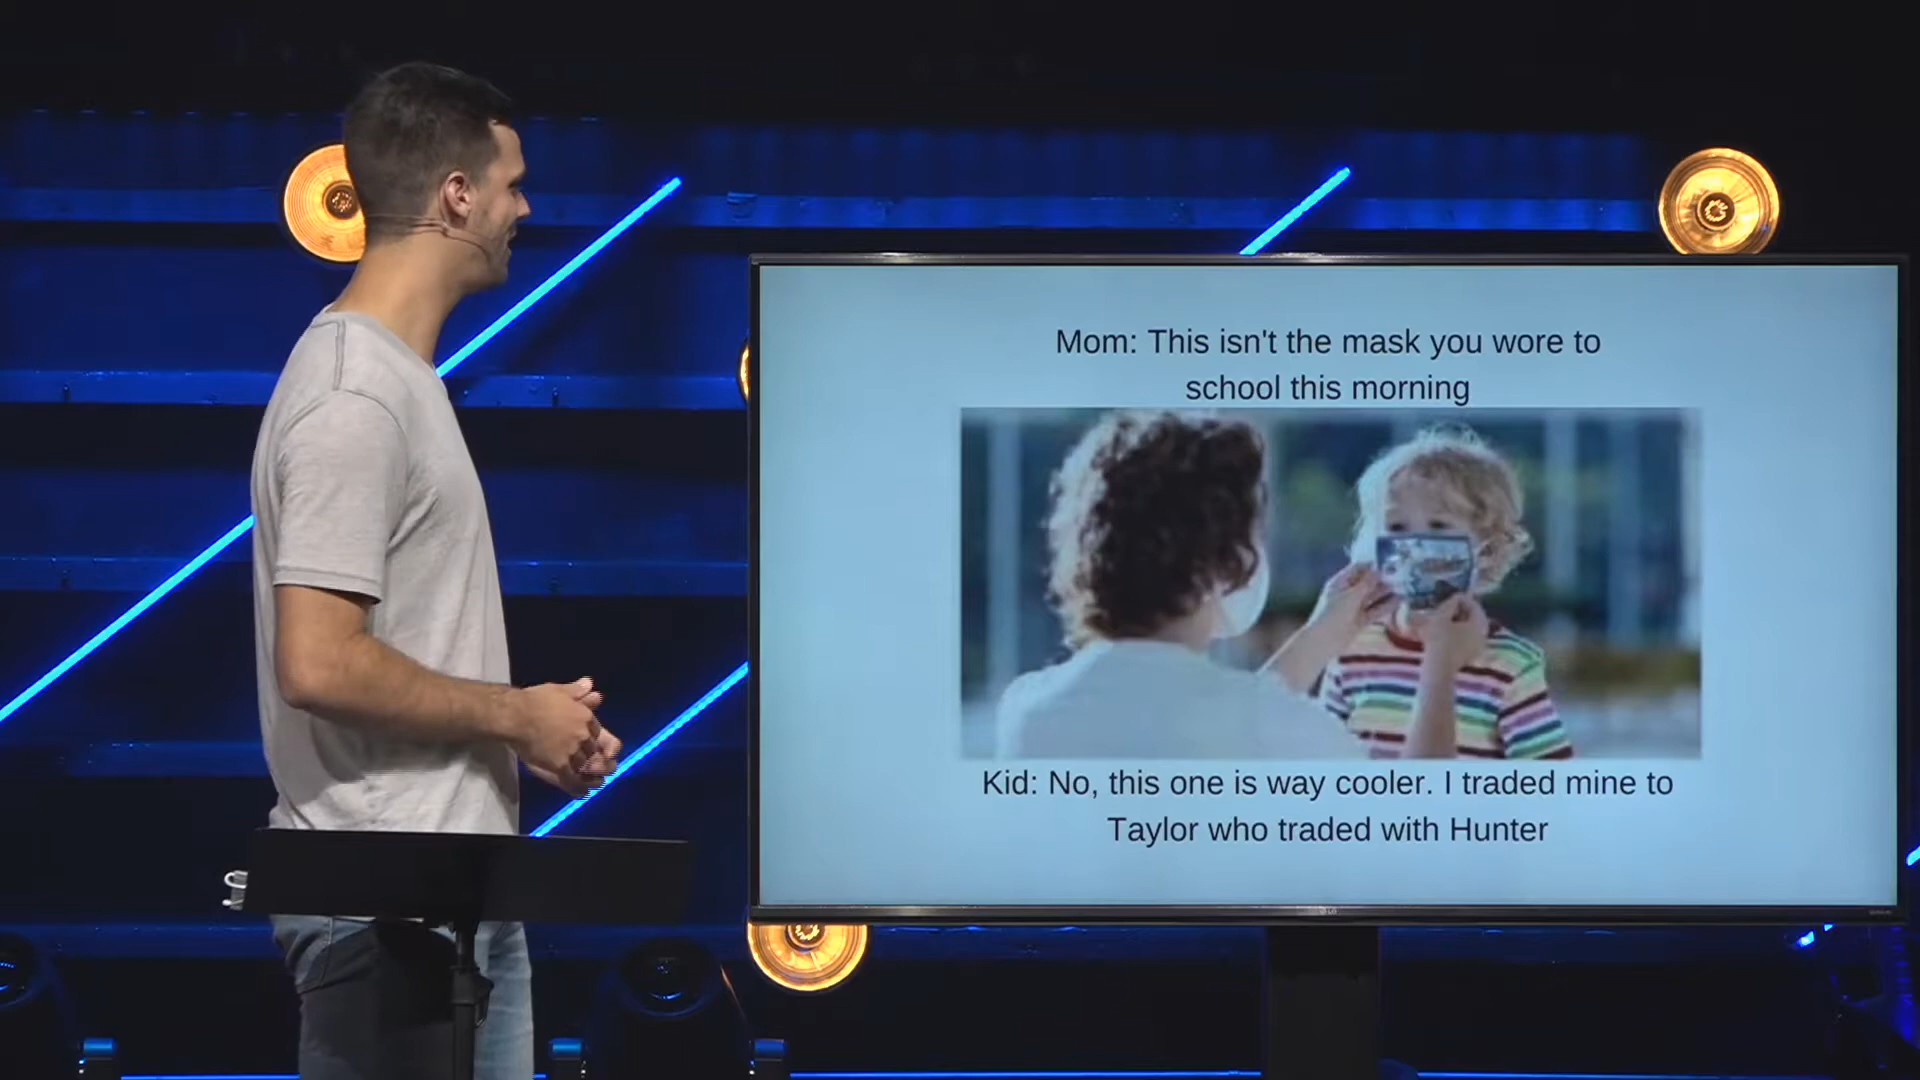 Mom: This isn't the mask you wore to
school this morning
Kid: No, this one is way cooler. I traded mine to
Taylor who traded with Hunter